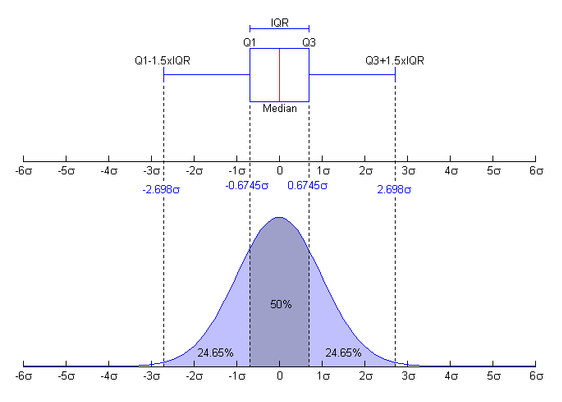 IQR
Q1 Q3
Q1-1.5xIQR Q3+1.5xIQR
Median
-6σ -5σ -4σ -3σ -2σ -1σ 0 1σ 2σ 3σ 4σ 5σ 6σ
-2.698σ -0.6745σ 0.6745σ 2.698σ
50%
24.65% 24.65%
-6σ -5σ -4σ -3σ -2σ -1σ 0 1σ 2σ 3σ 4σ 5σ 6σ